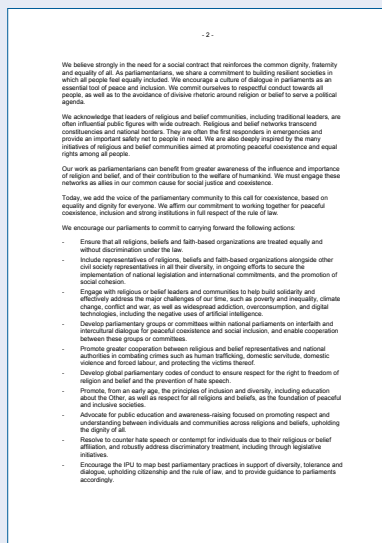 - 2 -
We believe strongly in the need for a social contract that reinforces the common dignity, fraternity
and equality of all. As parliamentarians, we share a commitment to building resilient societies in
which all people feel equally included. We encourage a culture of dialogue in parliaments as an
essential tool of peace and inclusion. We commit ourselves to respectful conduct towards all
people, as well as to the avoidance of divisive rhetoric around religion or belief to serve a political
agenda.
We acknowledge that leaders of religious and belief communities, including traditional leaders, are
often influential public figures with wide outreach. Religious and belief networks transcend
constituencies and national borders. They are often the first responders in emergencies and
provide an important safety net to people in need. We are also deeply inspired by the many
initiatives of religious and belief communities aimed at promoting peaceful coexistence and equal
rights among all people.
Our work as parliamentarians can benefit from greater awareness of the influence and importance
of religion and belief, and of their contribution to the welfare of humankind. We must engage these
networks as allies in our common cause for social justice and coexistence.
Today, we add the voice of the parliamentary community to this call for coexistence, based on
equality and dignity for everyone. We affirm our commitment to working together for peaceful
coexistence, inclusion and strong institutions in full respect of the rule of law.
We encourage our parliaments to commit to carrying forward the following actions:
- Ensure that all religions, beliefs and faith-based organizations are treated equally and
without discrimination under the law.
- Include representatives of religions, beliefs and faith-based organizations alongside other
civil society representatives in all their diversity, in ongoing efforts to secure the
implementation of national legislation and international commitments, and the promotion of
social cohesion.
- Engage with religious or belief leaders and communities to help build solidarity and
effectively address the major challenges of our time, such as poverty and inequality, climate
change, conflict and war, as well as widespread addiction, overconsumption, and digital
technologies, including the negative uses of artificial intelligence.
- Develop parliamentary groups or committees within national parliaments on interfaith and
intercultural dialogue for peaceful coexistence and social inclusion, and enable cooperation
between these groups or committees.
- Promote greater cooperation between religious and belief representatives and national
authorities in combating crimes such as human trafficking, domestic servitude, domestic
violence and forced labour, and protecting the victims thereof.
- Develop global parliamentary codes of conduct to ensure respect for the right to freedom of
religion and belief and the prevention of hate speech.
- Promote, from an early age, the principles of inclusion and diversity, including education
about the Other, as well as respect for all religions and beliefs, as the foundation of peaceful
and inclusive societies.
- Advocate for public education and awareness-raising focused on promoting respect and
understanding between individuals and communities across religions and beliefs, upholding
the dignity of all.
- Resolve to counter hate speech or contempt for individuals due to their religious or belief
affiliation, and robustly address discriminatory treatment, including through legislative
initiatives.
- Encourage the IPU to map best parliamentary practices in support of diversity, tolerance and
dialogue, upholding citizenship and the rule of law, and to provide guidance to parliaments
accordingly.